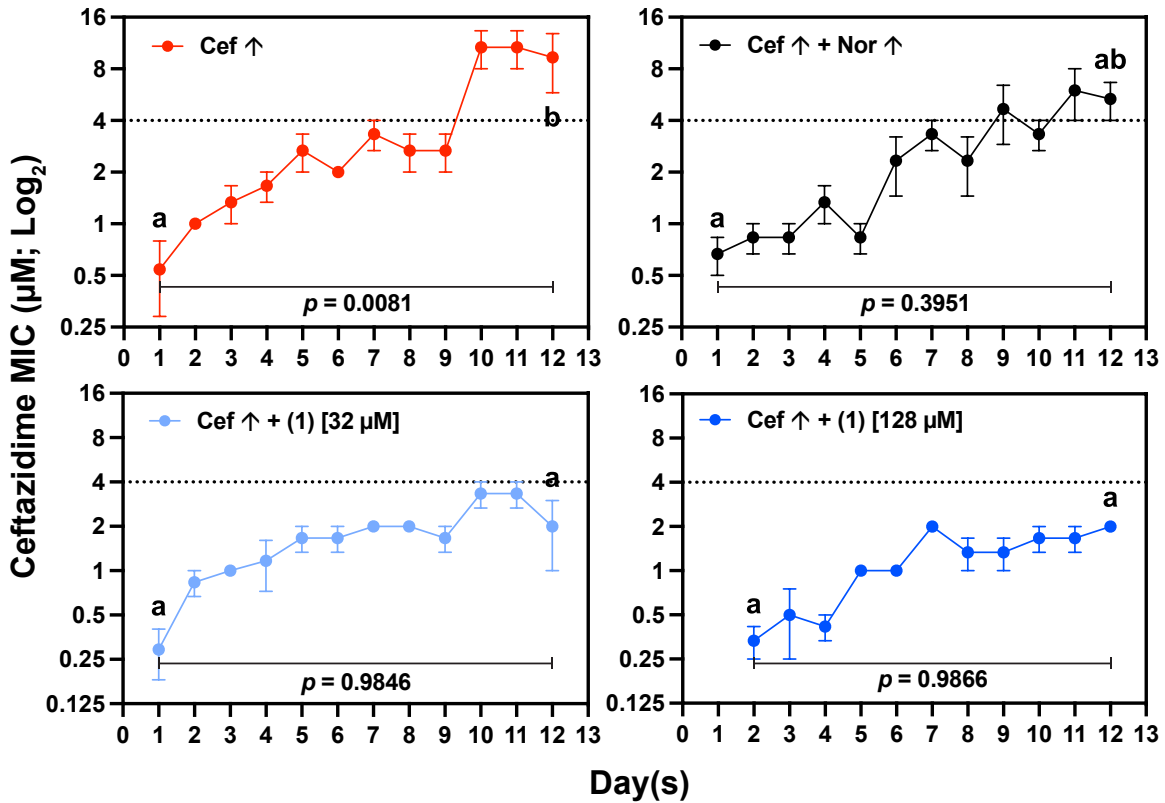 Ceftazidime MIC (µM; Log₂)
16
8
4
2
1
0.5
0.25
Cef ↑
a
b
p = 0.0081
0 1 2 3 4 5 6 7 8 9 10 11 12 13
16
8
4
2
1
0.5
0.25
Cef ↑ + Nor ↑
a
ab
p = 0.3951
0 1 2 3 4 5 6 7 8 9 10 11 12 13
16
8
4
2
1
0.5
0.25
0.125
Cef ↑ + (1) [32 µM]
a
a
p = 0.9846
0 1 2 3 4 5 6 7 8 9 10 11 12 13
16
8
4
2
1
0.5
0.25
0.125
Cef ↑ + (1) [128 µM]
a
a
p = 0.9866
0 1 2 3 4 5 6 7 8 9 10 11 12 13
Day(s)